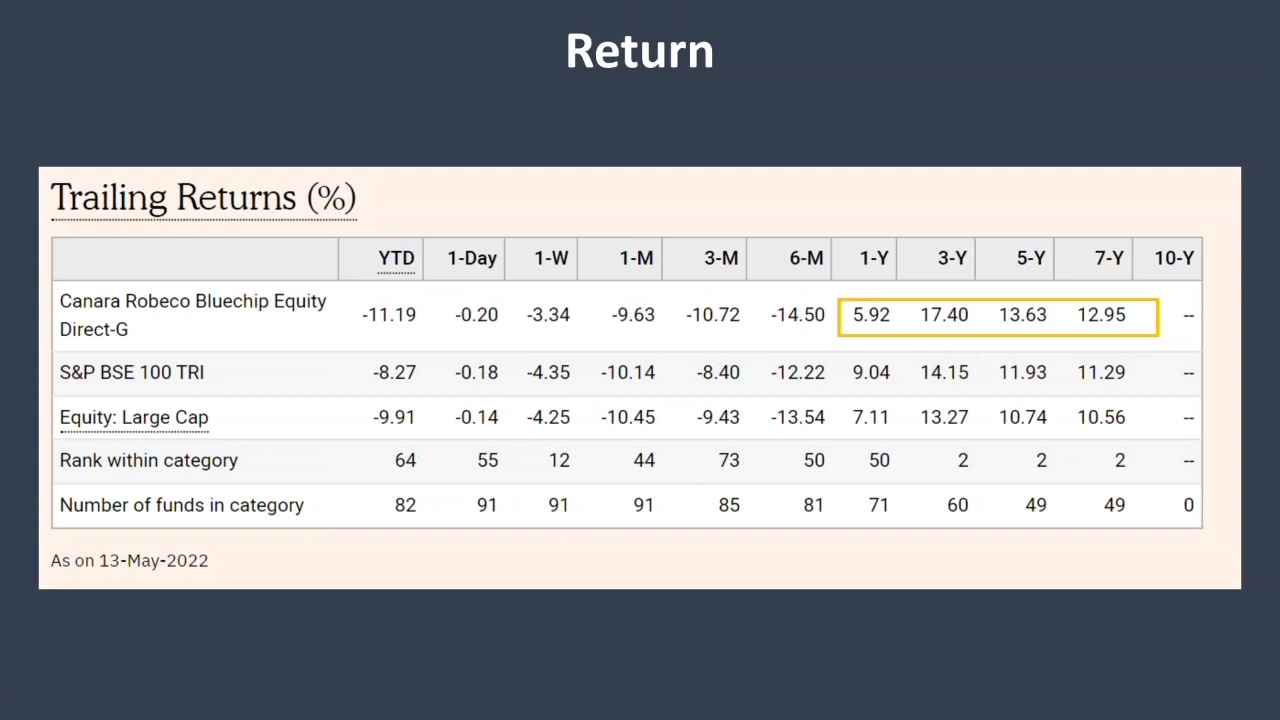 Return
Trailing Returns (%)
YTD 1-Day 1-W 1-M 3-M 6-M 1-Y 3-Y 5-Y 7-Y 10-Y
Canara Robeco Bluechip Equity
Direct-G -11.19 -0.20 -3.34 -9.63 -10.72 -14.50 5.92 17.40 13.63 12.95 --
S&P BSE 100 TRI -8.27 -0.18 -4.35 -10.14 -8.40 -12.22 9.04 14.15 11.93 11.29 --
Equity: Large Cap -9.91 -0.14 -4.25 -10.45 -9.43 -13.54 7.11 13.27 10.74 10.56 --
Rank within category 64 55 12 44 73 50 50 2 2 2 --
Number of funds in category 82 91 91 91 85 81 71 60 49 49 0
As on 13-May-2022